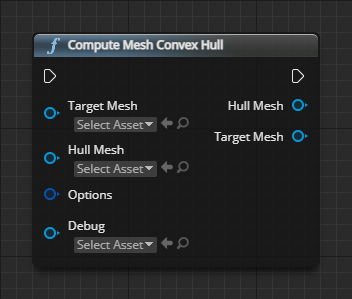 Compute Mesh Convex Hull
Target Mesh
Select Asset
Hull Mesh
Hull Mesh
Select Asset
Target Mesh
Options
Debug
Select Asset